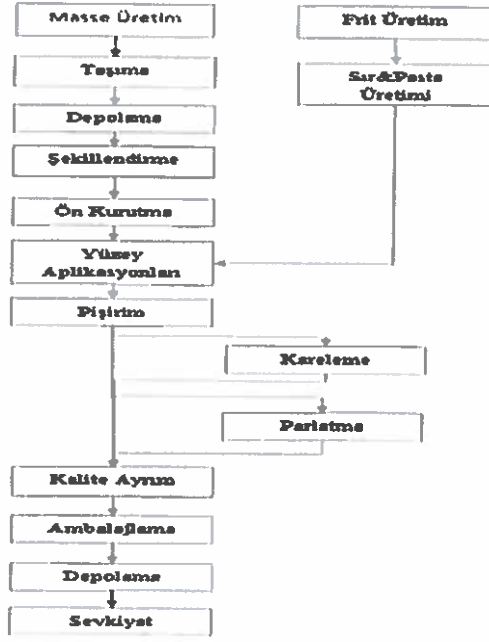 Masse Üretim
Taşıma
Depolama
Şekillendirme
Ön Kurutma
Yüzey
Aplikasyonları
Pişirim
Frit Üretim
Sır&Pasta
Üretimi
Kareleme
Parlatma
Kalite Ayrım
Ambalajlama
Depolama
Sevkiyat